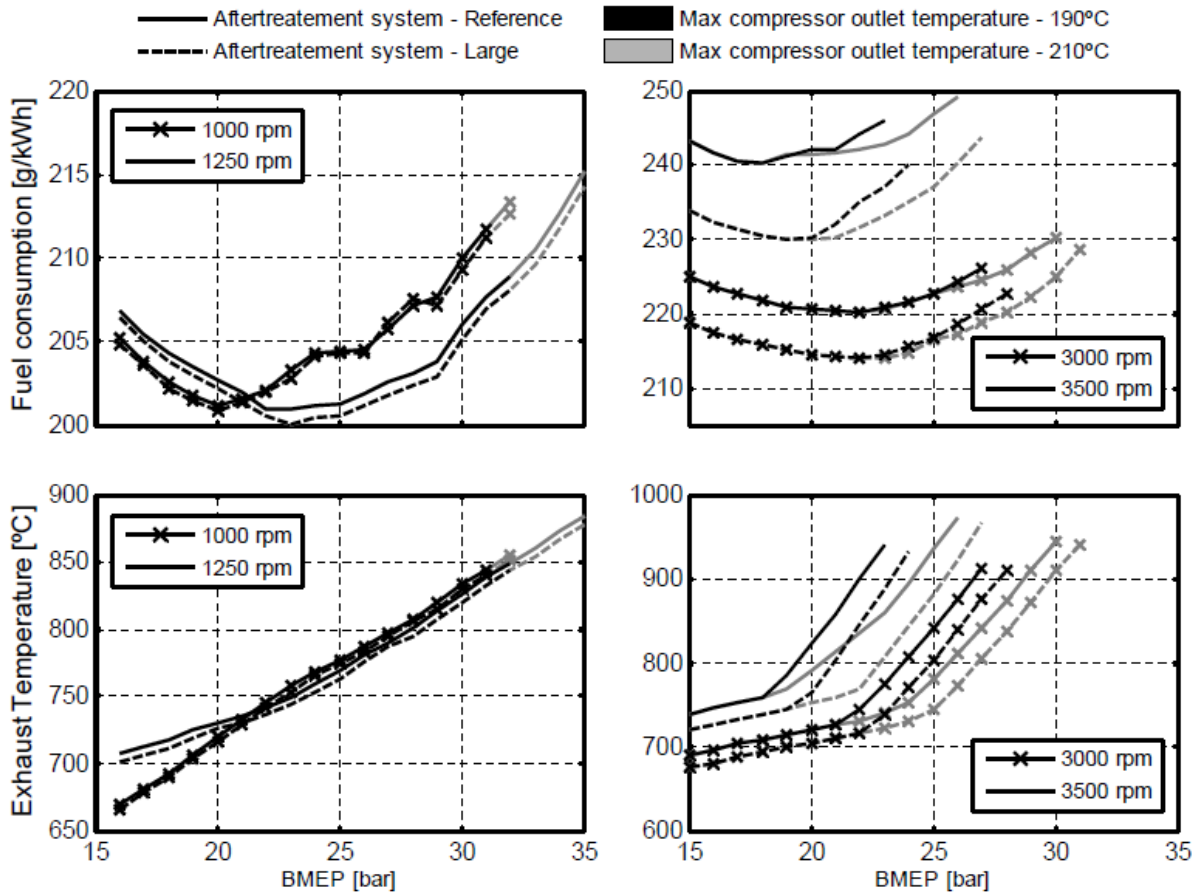 Aftertreatement system - Reference
Aftertreatement system - Large
Max compressor outlet temperature - 190ºC
Max compressor outlet temperature - 210ºC
Fuel consumption [g/kWh]
220
215
210
205
200
1000 rpm
1250 rpm
250
240
230
220
210
3000 rpm
3500 rpm
Exhaust Temperature [ºC]
900
850
800
750
700
650
1000 rpm
1250 rpm
15
20
25
30
35
BMEP [bar]
1000
900
800
700
600
3000 rpm
3500 rpm
15
20
25
30
35
BMEP [bar]